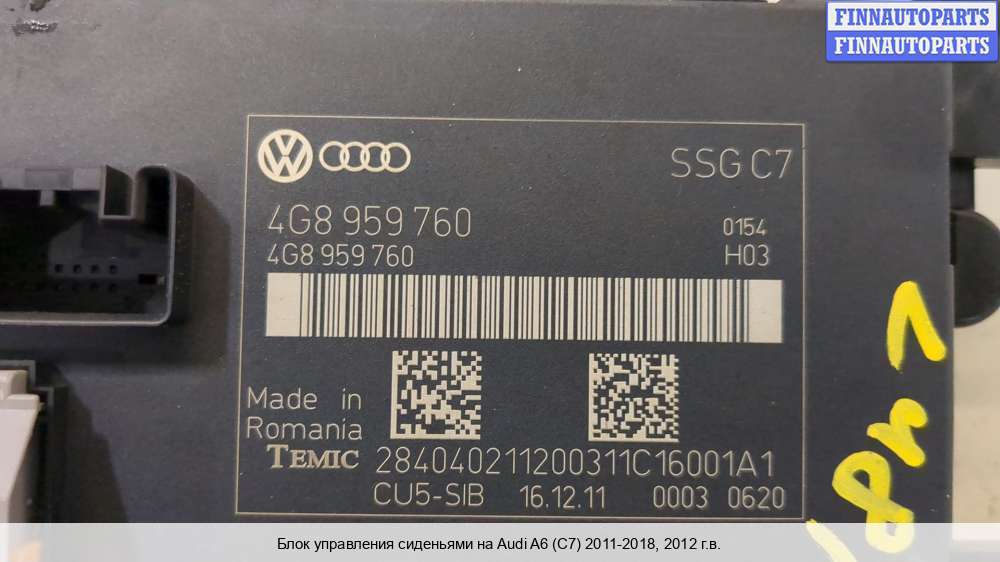 FINNAUTOPARTS
FINNAUTOPARTS
SSG C7
4G8 959 760
0154
4G8 959 760
H03
Made in
Romania
TEMIC 284040211200311C16001A1
CU5-SIB 16.12.11 0003 0620
Блок управления сиденьями на Audi A6 (C7) 2011-2018, 2012 г.в.